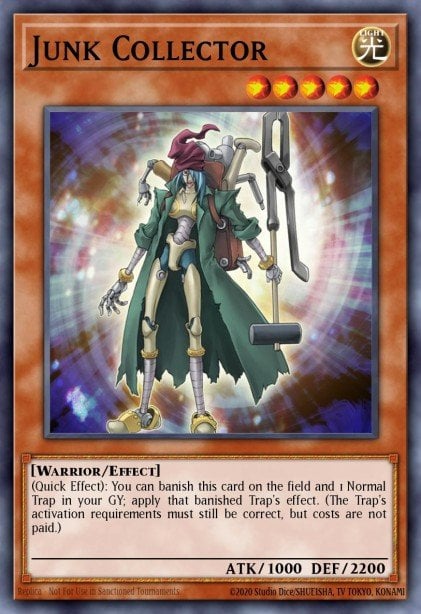 JUNK COLLECTOR
LIGHT
光
[WARRIOR/EFFECT]
(Quick Effect): You can banish this card on the field and 1 Normal
Trap in your GY; apply that banished Trap's effect. (The Trap's
activation requirements must still be correct, but costs are not
paid.)
ATK/1000 DEF/2200
Replica - Not For Use in Sanctioned Tournaments
©2020 Studio Dice/SHUEISHA, TV TOKYO, KONAMI